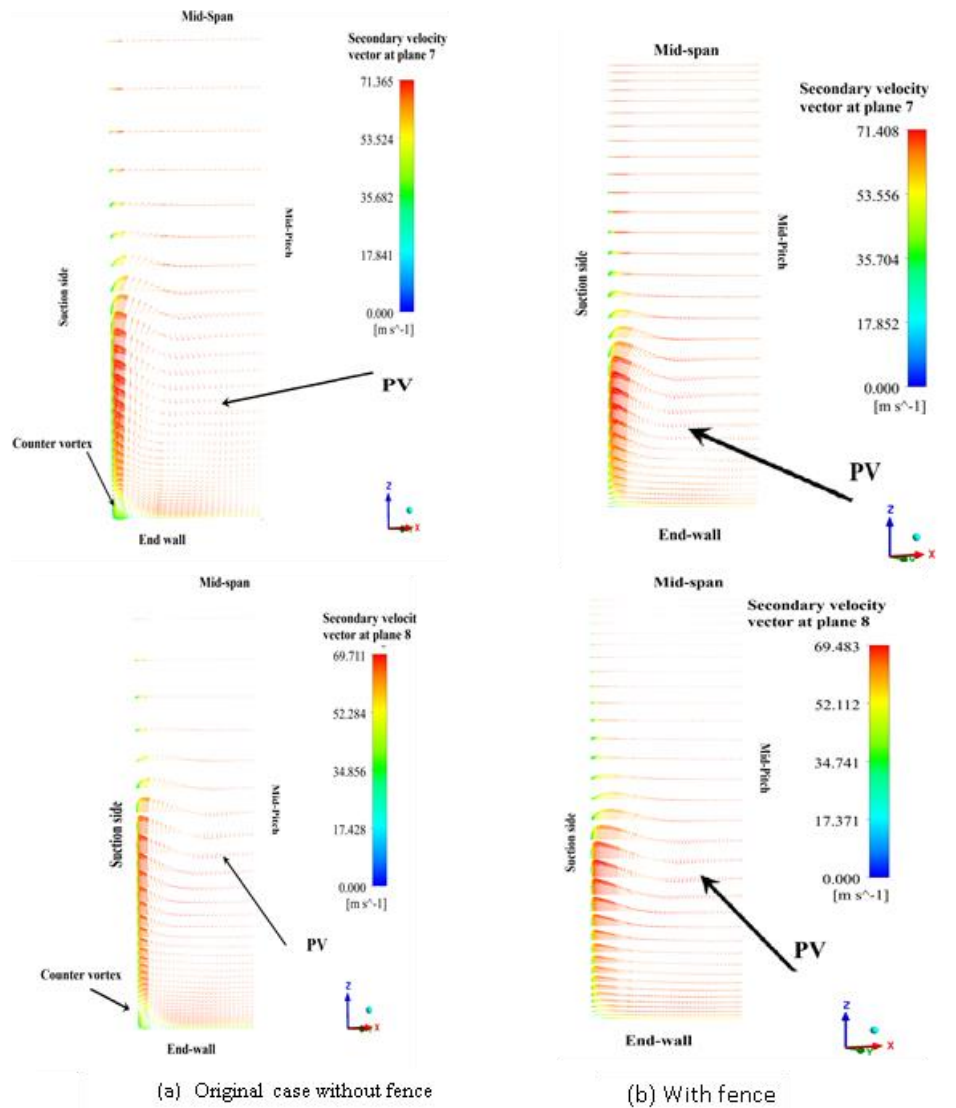 Mid-Span
Secondary velocity
vector at plane 7
71.365
53.524
35.682
17.841
0.000
[m s^-1]
Mid-Pitch
Suction side
PV
Counter vortex
End wall
Z
X
Mid-span
Secondary velocity
vector at plane 7
71.408
53.556
35.704
17.852
0.000
[m s^-1]
Mid-Pitch
Suction side
PV
End-wall
Z
X
Y
Mid-span
Secondary velocit
vector at plane 8
69.711
52.284
34.856
17.428
0.000
[m s^-1]
Mid-Pitch
Suction side
PV
Counter vortex
End-wall
Z
X
Mid-span
Secondary velocity
vector at plane 8
69.483
52.112
34.741
17.371
0.000
[m s^-1]
Mid-Pitch
Suction side
PV
End-wall
Z
X
Y
(a) Original case without fence
(b) With fence